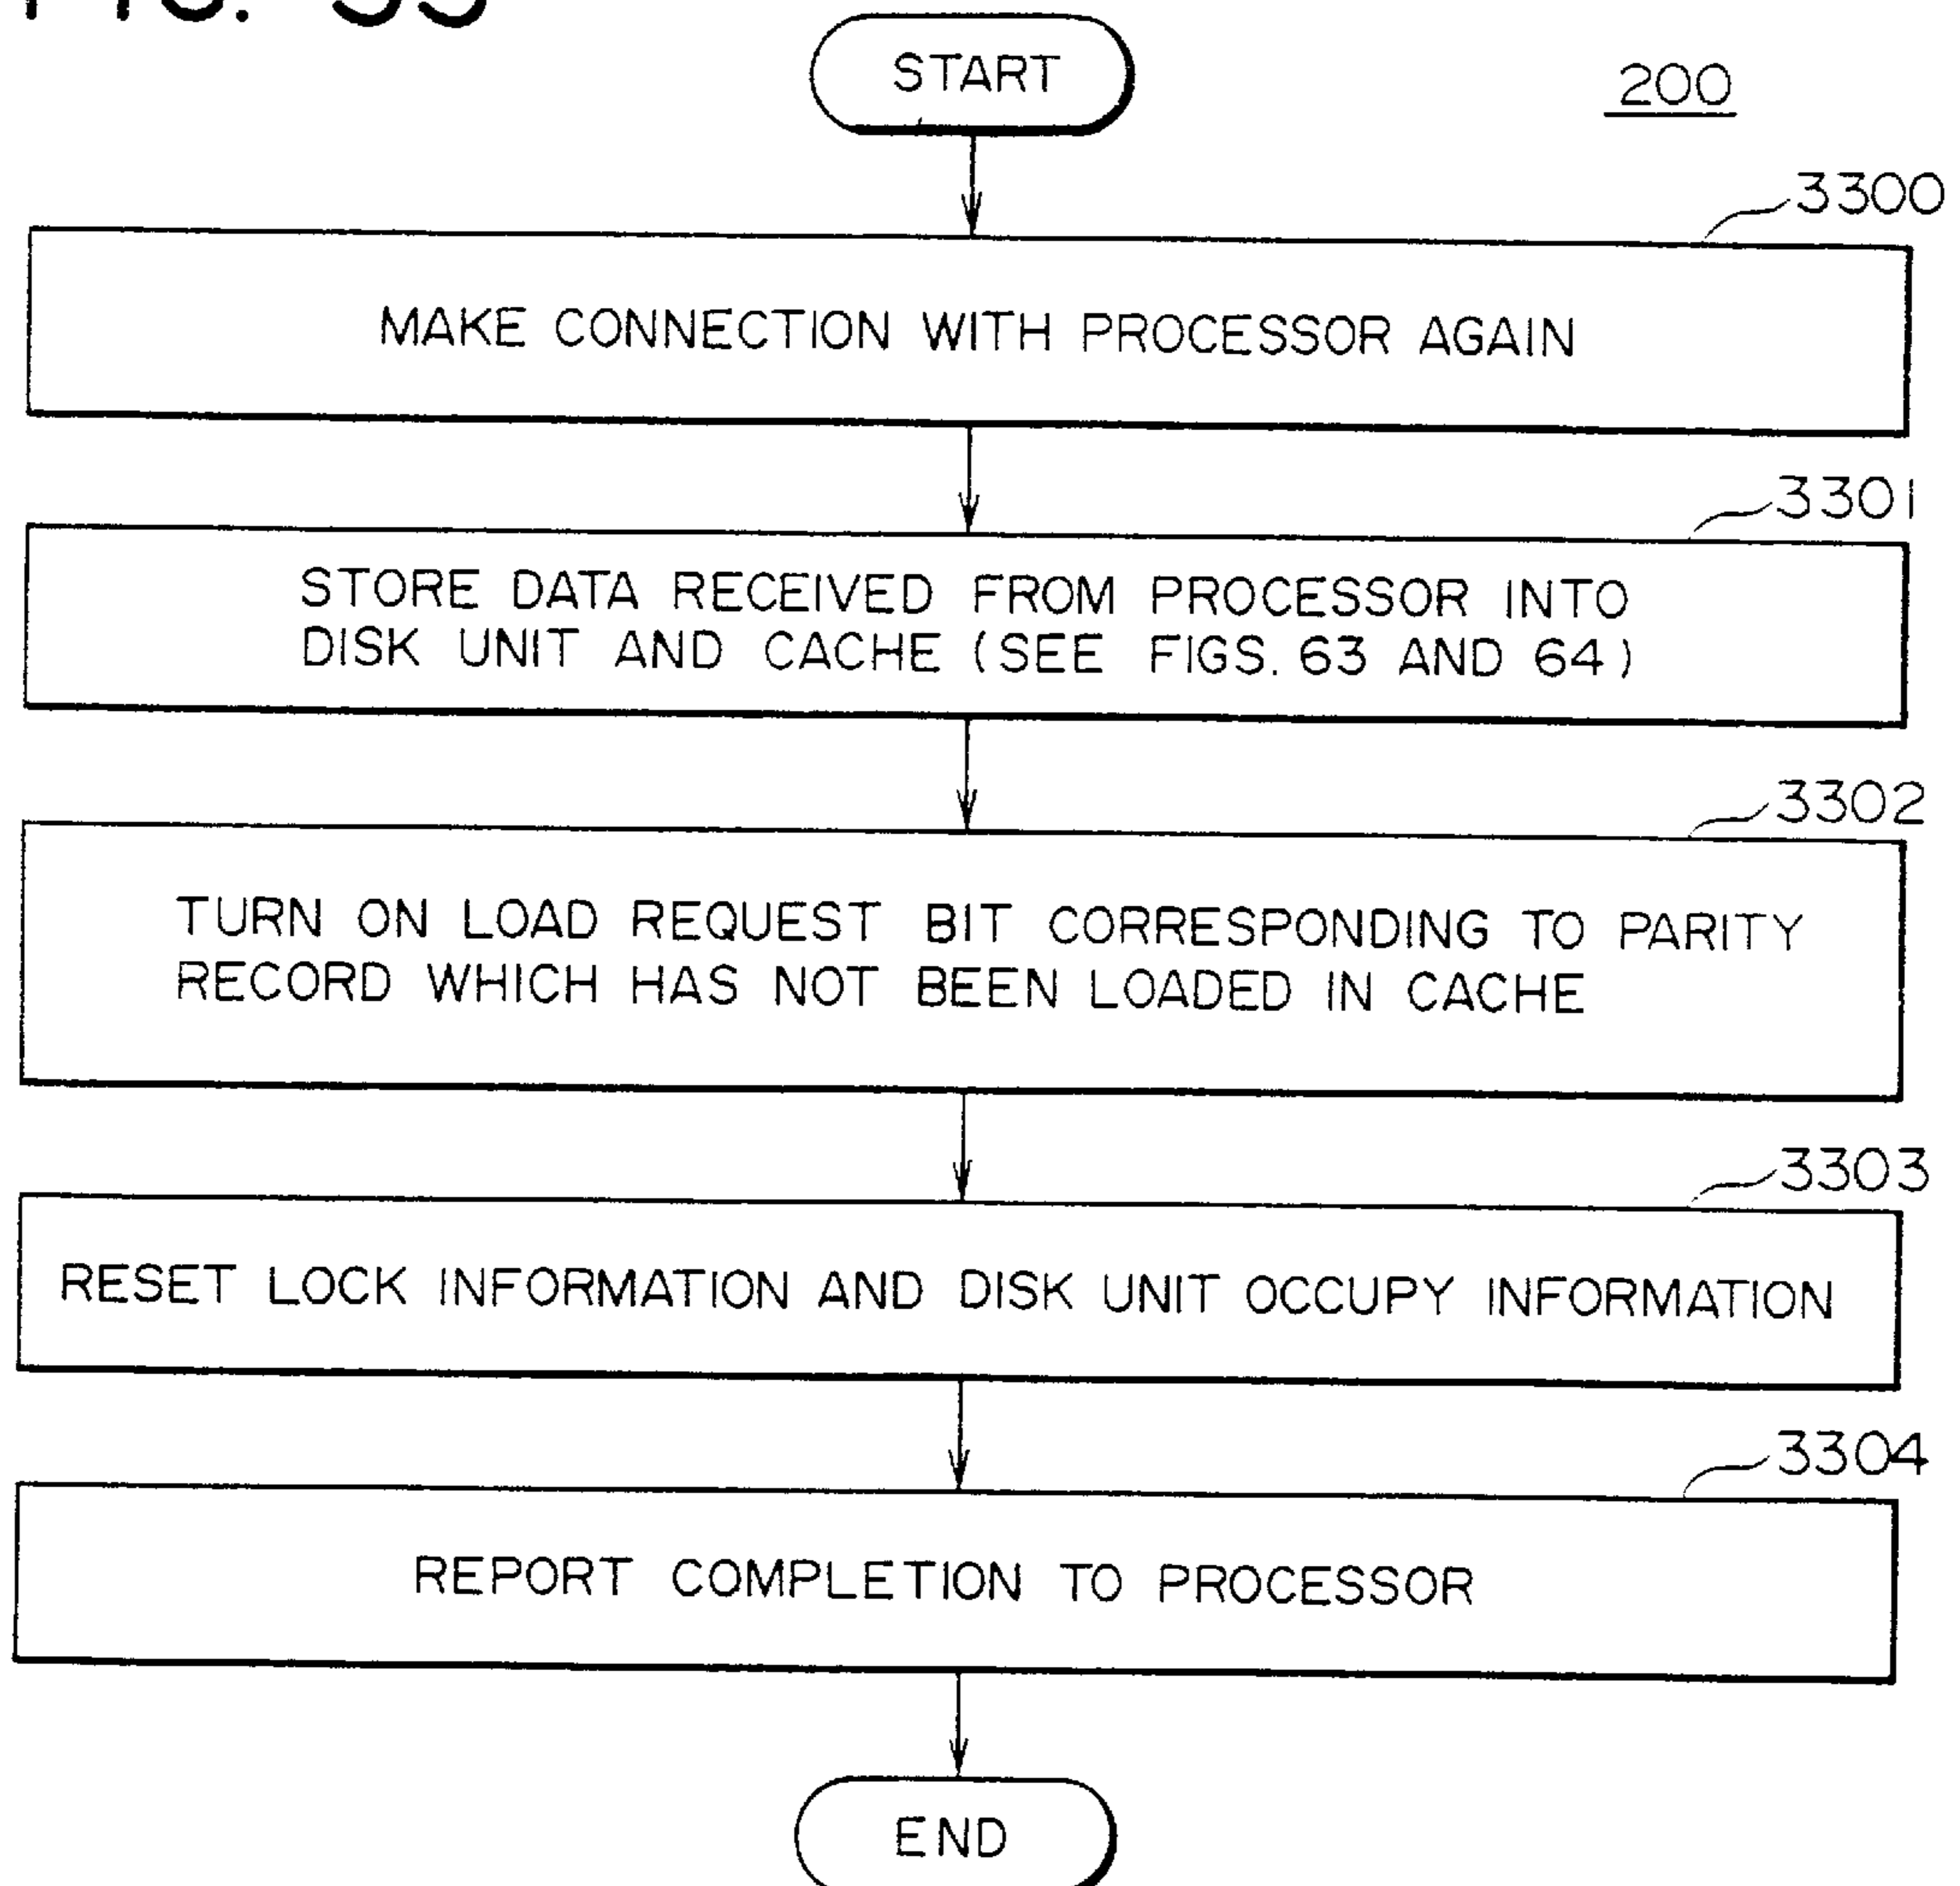 FIG.
START
200
3300
MAKE CONNECTION WITH PROCESSOR AGAIN
3301
STORE DATA RECEIVED FROM PROCESSOR INTO
DISK UNIT AND CACHE (SEE FIGS. 63 AND 64)
3302
TURN ON LOAD REQUEST BIT CORRESPONDING TO PARITY
RECORD WHICH HAS NOT BEEN LOADED IN CACHE
3303
RESET LOCK INFORMATION AND DISK UNIT OCCUPY INFORMATION
3304
REPORT COMPLETION TO PROCESSOR
END